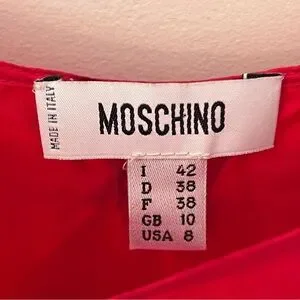 MADE IN ITALY
MOSCHINO
I 42
D 38
F 38
GB 10
USA 8